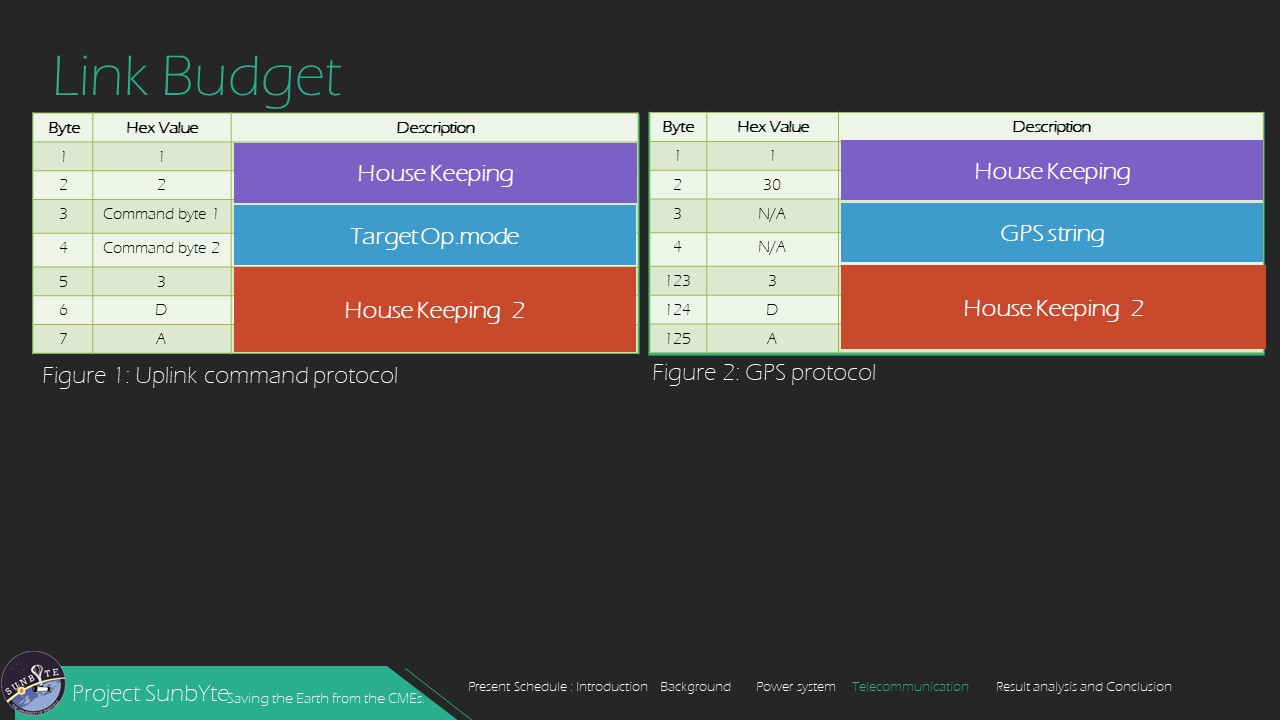 Link Budget
Byte Hex Value Description
1 1 House Keeping
2 2
3 Command byte 1 Target Op. mode
4 Command byte 2
5 3 House Keeping 2
6 D
7 A
Figure 1: Uplink command protocol
Byte Hex Value Description
1 1 House Keeping
2 30
3 N/A GPS string
4 N/A
123 3 House Keeping 2
124 D
125 A
Figure 2: GPS protocol
SUNBYTE
Project SunbYte Saving the Earth from the CMEs.
Present Schedule : Introduction Background Power system Telecommunication Result analysis and Conclusion